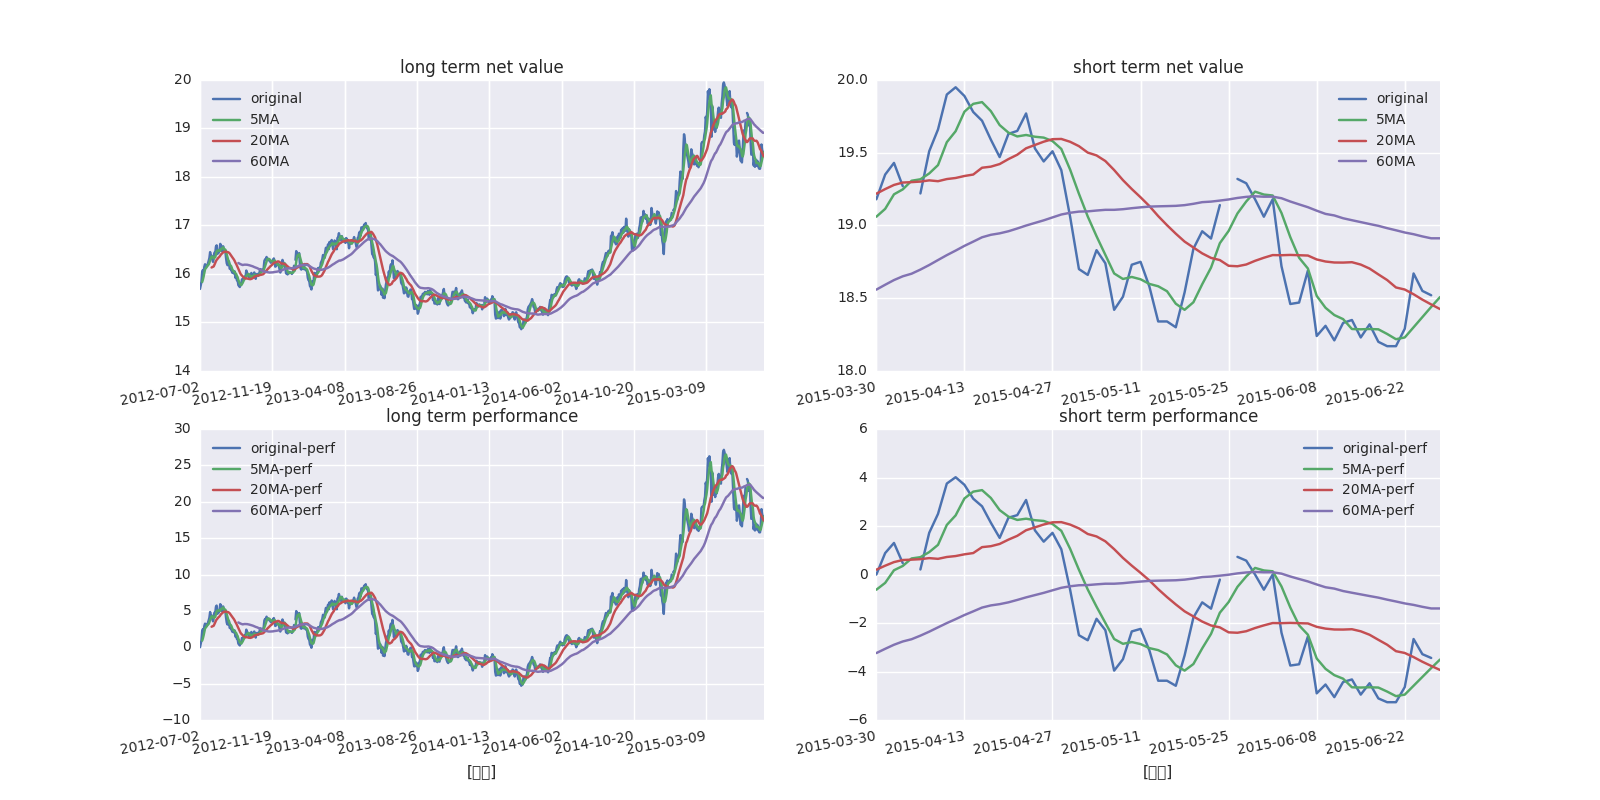 long term net value
20
19
18
17
16
15
14
original
5MA
20MA
60MA
2012-07-02
2012-11-19
2013-04-08
2013-08-26
2014-01-13
2014-06-02
2014-10-20
2015-03-09
short term net value
20.0
19.5
19.0
18.5
18.0
original
5MA
20MA
60MA
2015-03-30
2015-04-13
2015-04-27
2015-05-11
2015-05-25
2015-06-08
2015-06-22
long term performance
30
25
20
15
10
5
0
−5
−10
original-perf
5MA-perf
20MA-perf
60MA-perf
2012-07-02
2012-11-19
2013-04-08
2013-08-26
2014-01-13
2014-06-02
2014-10-20
2015-03-09
short term performance
6
4
2
0
−2
−4
−6
original-perf
5MA-perf
20MA-perf
60MA-perf
2015-03-30
2015-04-13
2015-04-27
2015-05-11
2015-05-25
2015-06-08
2015-06-22